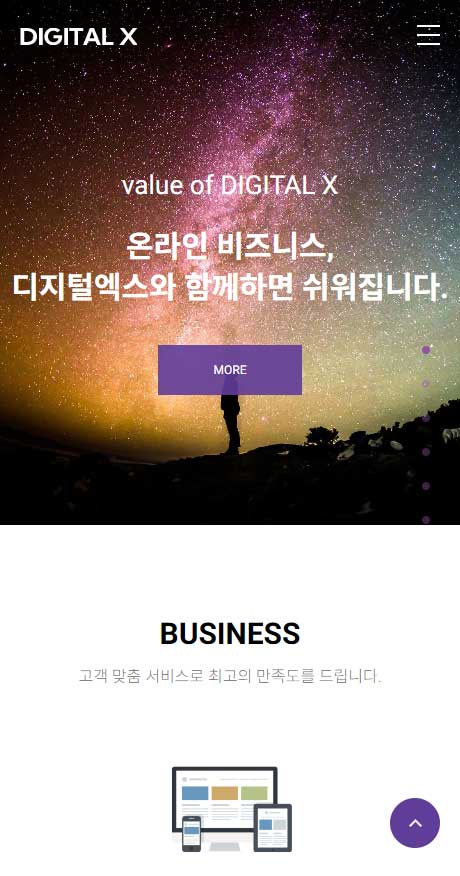 DIGITAL X
value of DIGITAL X
온라인 비즈니스,
디지털엑스와 함께하면 쉬워집니다.
MORE
BUSINESS
고객 맞춤 서비스로 최고의 만족도를 드립니다.